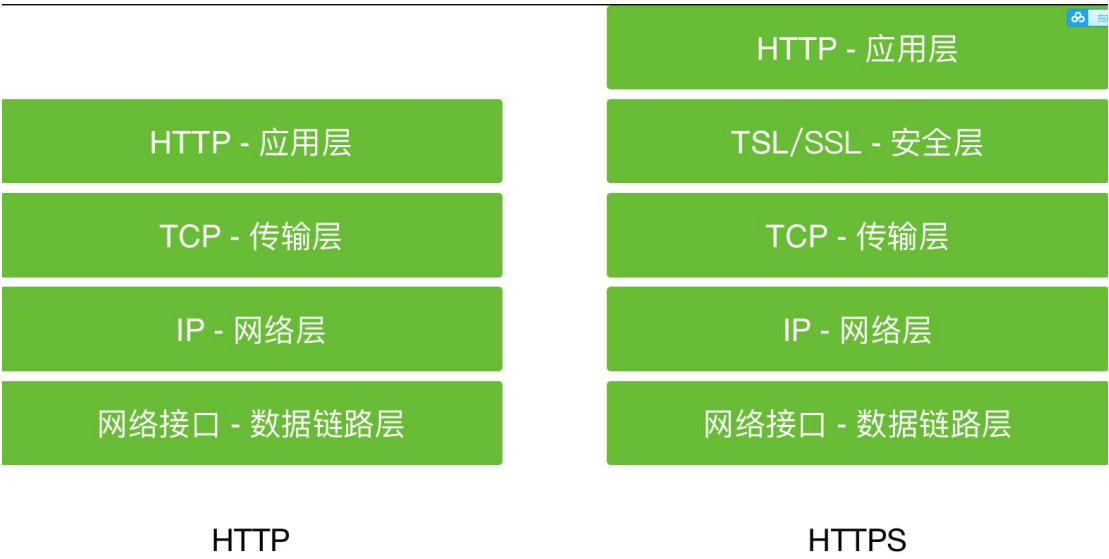 HTTP - 应用层
TCP - 传输层
IP - 网络层
网络接口 - 数据链路层
HTTP
HTTP - 应用层
TSL/SSL - 安全层
TCP - 传输层
IP - 网络层
网络接口 - 数据链路层
HTTPS